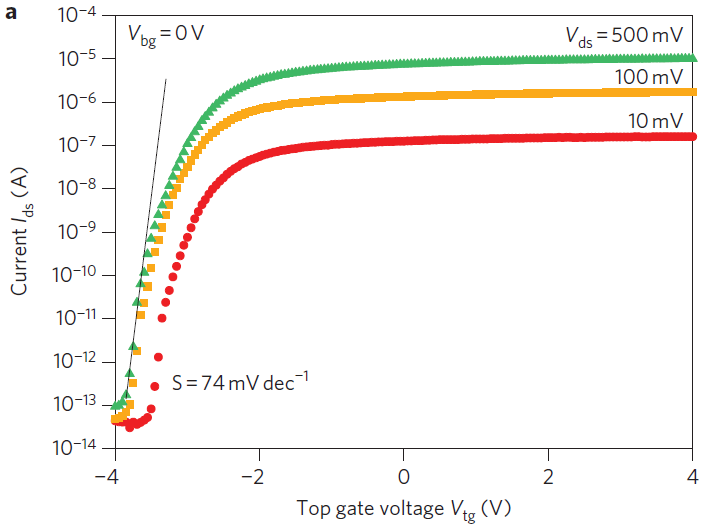 a
V_bg = 0 V
V_ds = 500 mV
100 mV
10 mV
S = 74 mV dec⁻¹
Current I_ds (A)
10⁻⁴
10⁻⁵
10⁻⁶
10⁻⁷
10⁻⁸
10⁻⁹
10⁻¹⁰
10⁻¹¹
10⁻¹²
10⁻¹³
10⁻¹⁴
−4 −2 0 2 4
Top gate voltage V_tg (V)